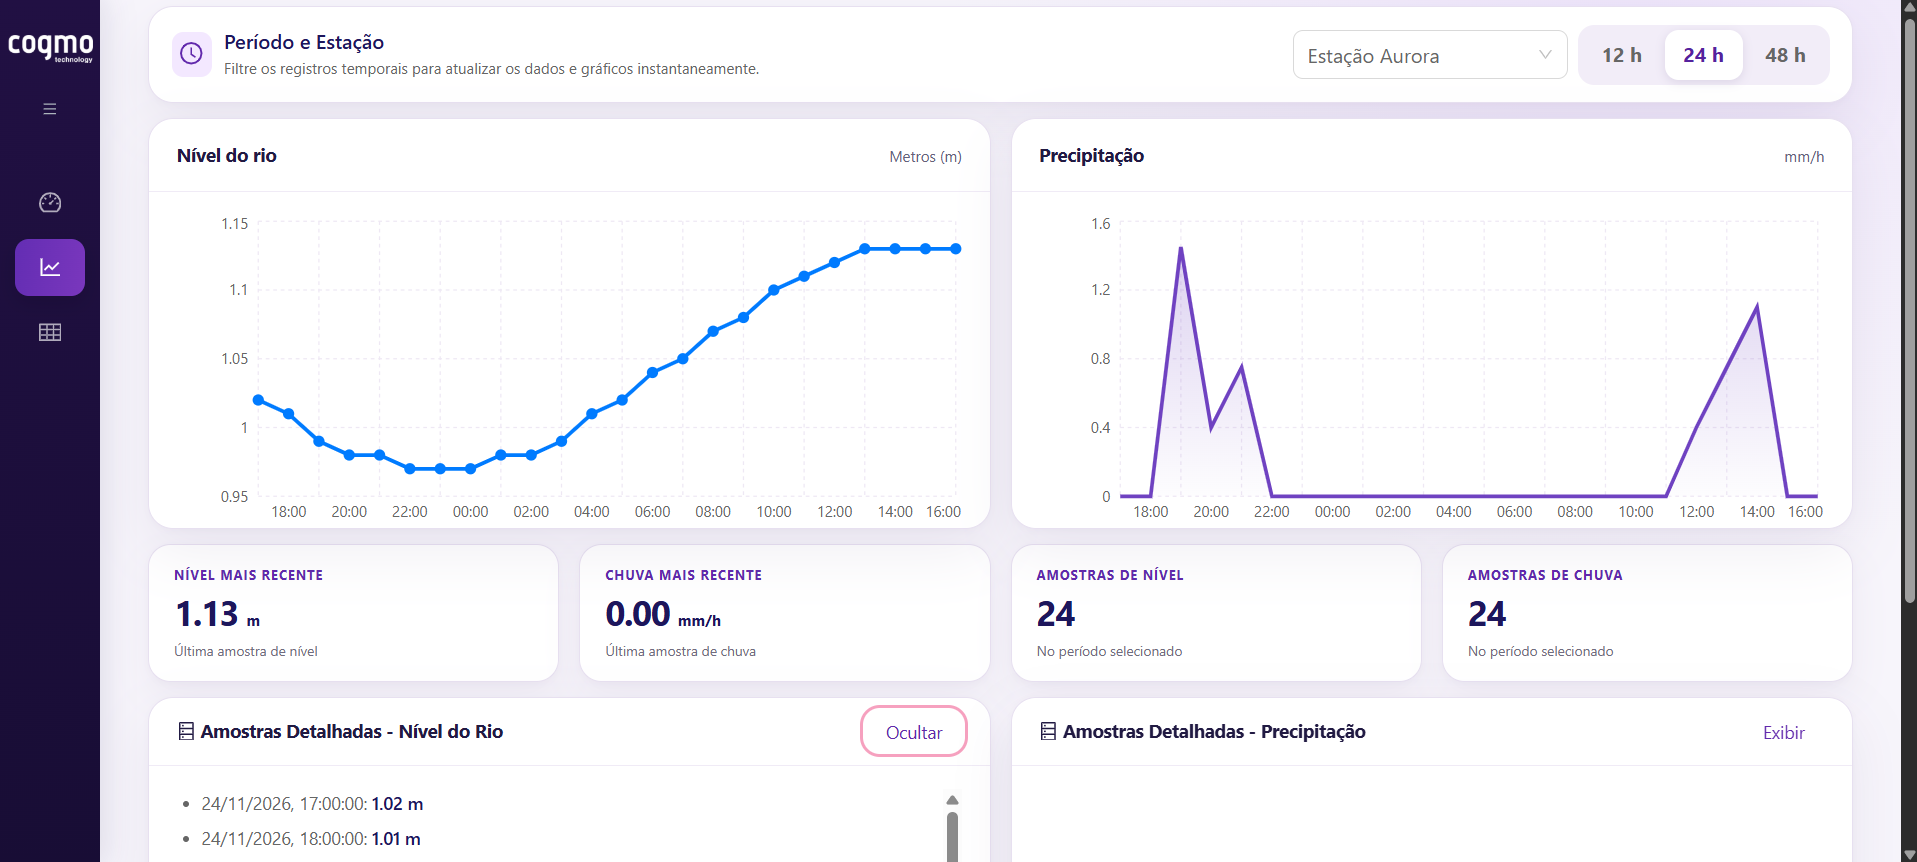 cogmo
technology
Período e Estação
Filtre os registros temporais para atualizar os dados e gráficos instantaneamente.
Estação Aurora
12 h
24 h
48 h
Nível do rio
Metros (m)
1.15
1.1
1.05
1
0.95
18:00
20:00
22:00
00:00
02:00
04:00
06:00
08:00
10:00
12:00
14:00
16:00
Precipitação
mm/h
1.6
1.2
0.8
0.4
0
18:00
20:00
22:00
00:00
02:00
04:00
06:00
08:00
10:00
12:00
14:00
16:00
NÍVEL MAIS RECENTE
1.13 m
Última amostra de nível
CHUVA MAIS RECENTE
0.00 mm/h
Última amostra de chuva
AMOSTRAS DE NÍVEL
24
No período selecionado
AMOSTRAS DE CHUVA
24
No período selecionado
Amostras Detalhadas - Nível do Rio
Ocultar
24/11/2026, 17:00:00: 1.02 m
24/11/2026, 18:00:00: 1.01 m
Amostras Detalhadas - Precipitação
Exibir